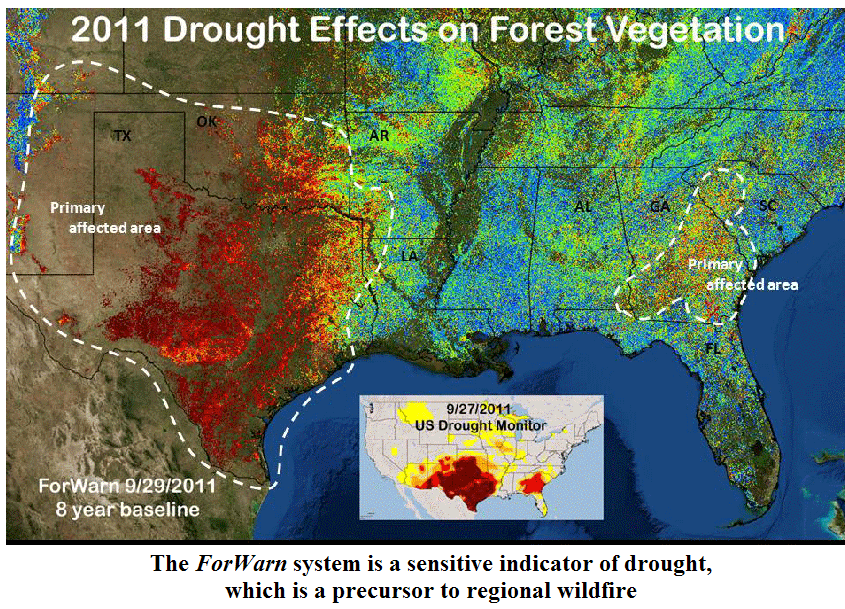 2011 Drought Effects on Forest Vegetation
TX
OK
AR
Primary
affected area
AL
GA
SC
LA
Primary
affected area
FL
9/27/2011
US Drought Monitor
ForWarn 9/29/2011
8 year baseline
The ForWarn system is a sensitive indicator of drought,
which is a precursor to regional wildfire